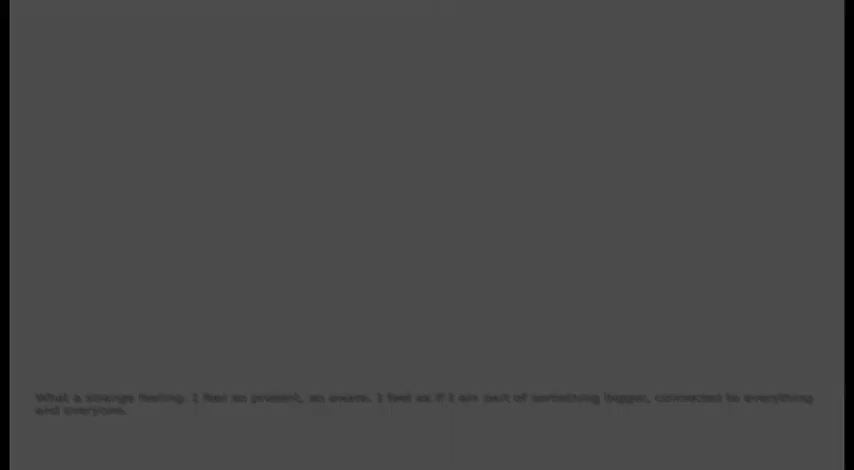 What a strange feeling. I feel so present, so aware. I feel as if I am part of something bigger, connected to everything
and everyone.